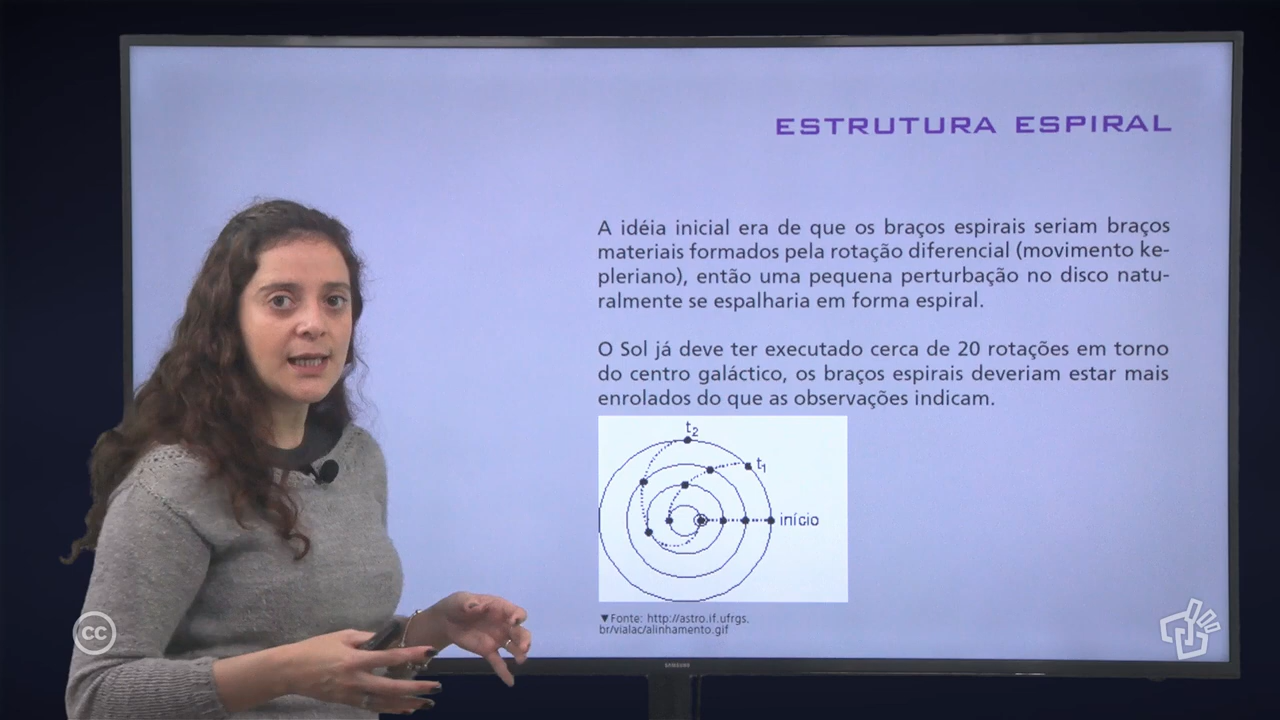 ESTRUTURA ESPIRAL
A idéia inicial era de que os braços espirais seriam braços
materiais formados pela rotação diferencial (movimento ke-
pleriano), então uma pequena perturbação no disco natu-
ralmente se espalharia em forma espiral.
O Sol já deve ter executado cerca de 20 rotações em torno
do centro galáctico, os braços espirais deveriam estar mais
enrolados do que as observações indicam.
t2
t1
início
▼Fonte: http://astro.if.ufrgs.
br/vialac/alinhamento.gif
cc
SAMSUNG